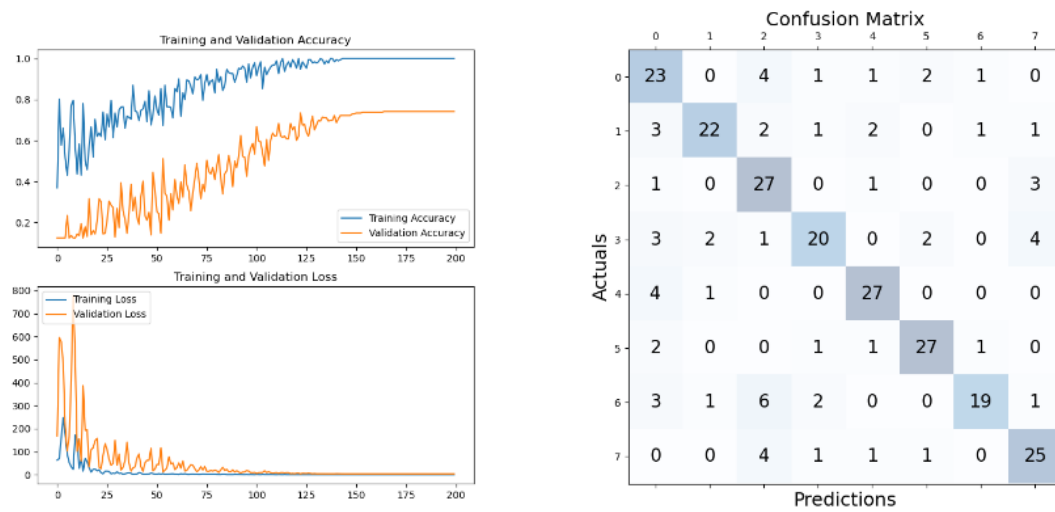 Training and Validation Accuracy
1.0
0.8
0.6
0.4
0.2
Training Accuracy
Validation Accuracy
0 25 50 75 100 125 150 175 200
Training and Validation Loss
800
700
600
500
400
300
200
100
0
Training Loss
Validation Loss
0 25 50 75 100 125 150 175 200
Confusion Matrix
0 1 2 3 4 5 6 7
Actuals
0 23 0 4 1 1 2 1 0
1 3 22 2 1 2 0 1 1
2 1 0 27 0 1 0 0 3
3 3 2 1 20 0 2 0 4
4 4 1 0 0 27 0 0 0
5 2 0 0 1 1 27 1 0
6 3 1 6 2 0 0 19 1
7 0 0 4 1 1 1 0 25
Predictions